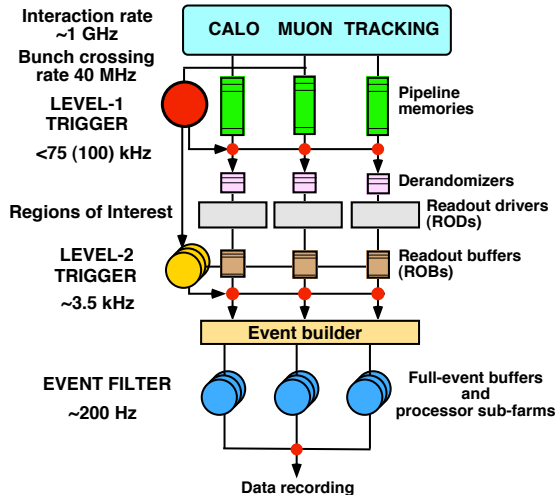 Interaction rate
~1 GHz
CALO MUON TRACKING
Bunch crossing
rate 40 MHz
LEVEL-1
TRIGGER
<75 (100) kHz
Pipeline
memories
Derandomizers
Regions of Interest
Readout drivers
(RODs)
LEVEL-2
TRIGGER
~3.5 kHz
Readout buffers
(ROBs)
Event builder
EVENT FILTER
~200 Hz
Full-event buffers
and
processor sub-farms
Data recording